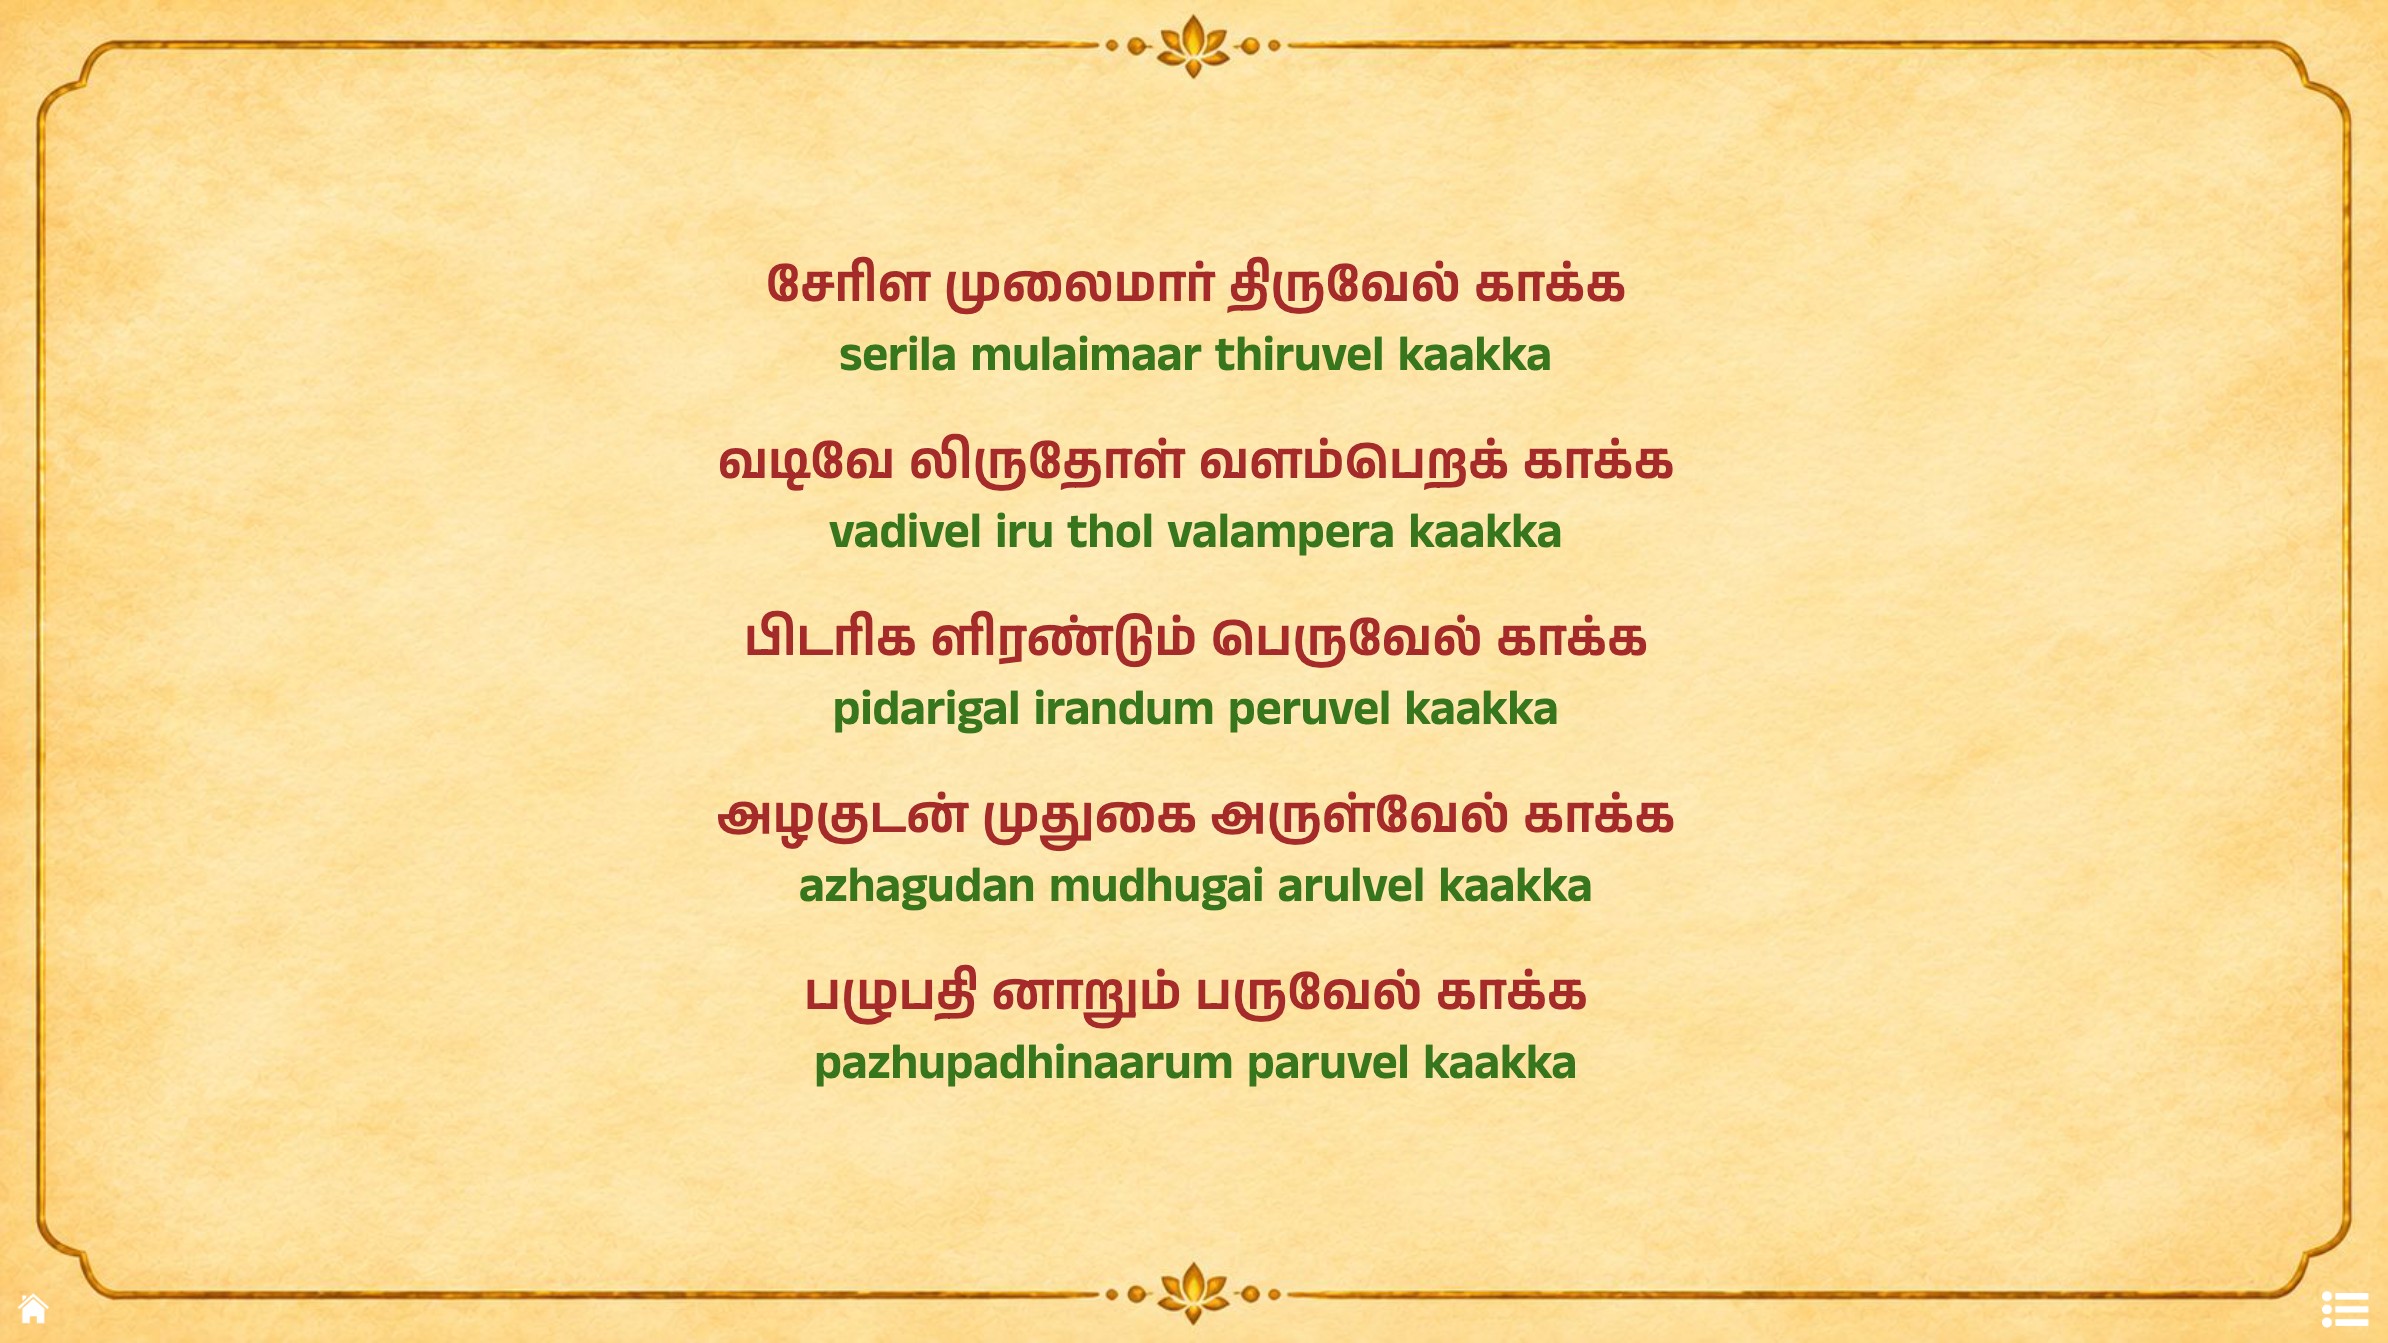 சேரிள முலைமார் திருவேல் காக்க
serila mulaimaar thiruvel kaakka
வடிவே லிருதோள் வளம்பெறக் காக்க
vadivel iru thol valampera kaakka
பிடரிக ளிரண்டும் பெருவேல் காக்க
pidarigal irandum peruvel kaakka
அழகுடன் முதுகை அருள்வேல் காக்க
azhagudan mudhugai arulvel kaakka
பழுபதி னாறும் பருவேல் காக்க
pazhupadhinaarum paruvel kaakka